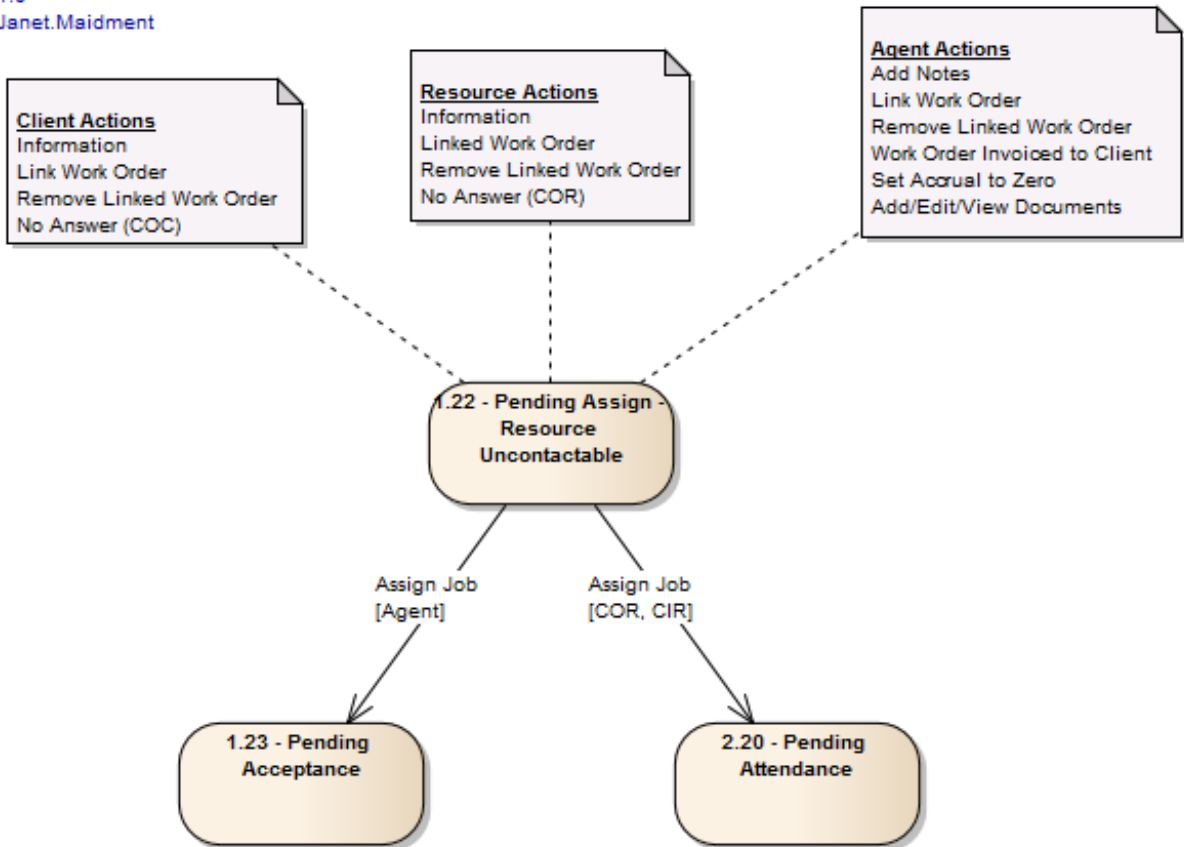 Janet.Maidment
Client Actions
Information
Link Work Order
Remove Linked Work Order
No Answer (COC)
Resource Actions
Information
Linked Work Order
Remove Linked Work Order
No Answer (COR)
Agent Actions
Add Notes
Link Work Order
Remove Linked Work Order
Work Order Invoiced to Client
Set Accrual to Zero
Add/Edit/View Documents
1.22 - Pending Assign -
Resource
Uncontactable
Assign Job
[Agent]
Assign Job
[COR, CIR]
1.23 - Pending
Acceptance
2.20 - Pending
Attendance